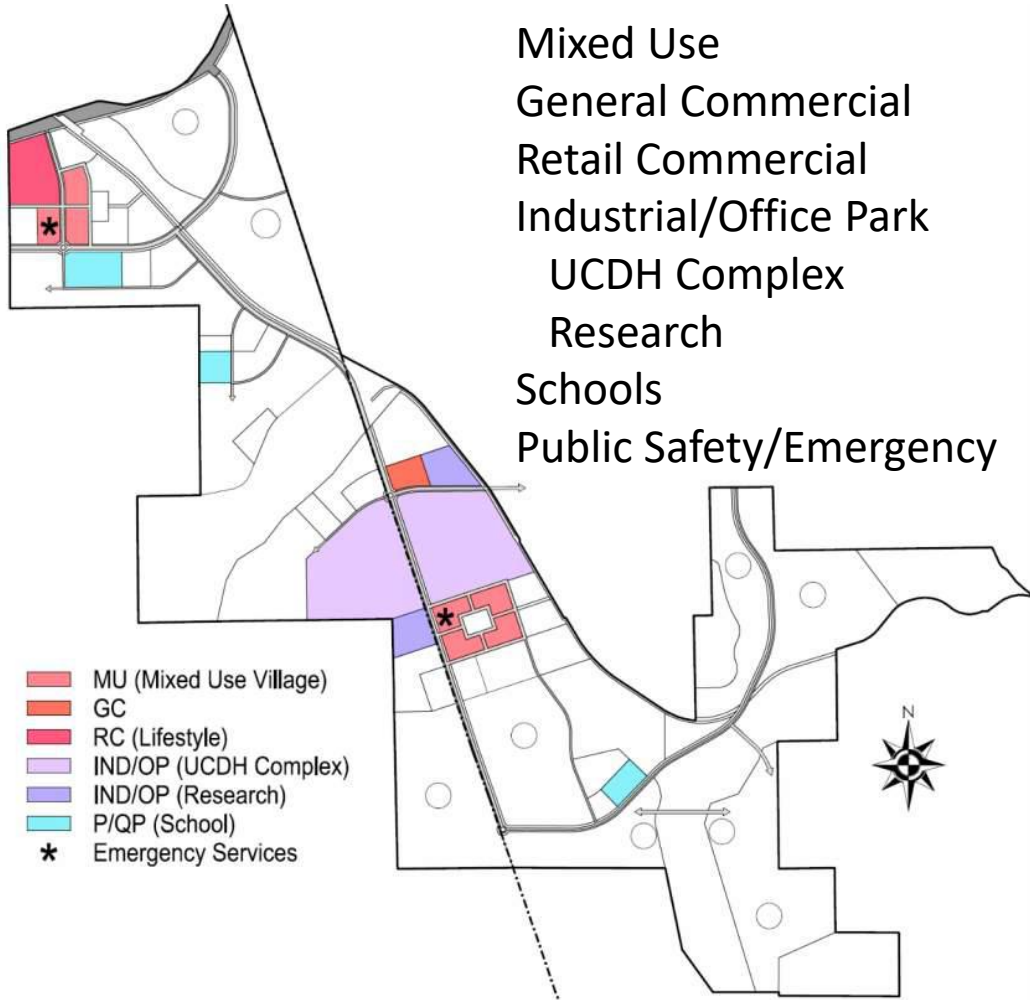 Mixed Use
General Commercial
Retail Commercial
Industrial/Office Park
UCDH Complex
Research
Schools
Public Safety/Emergency
MU (Mixed Use Village)
GC
RC (Lifestyle)
IND/OP (UCDH Complex)
IND/OP (Research)
P/QP (School)
* Emergency Services
N